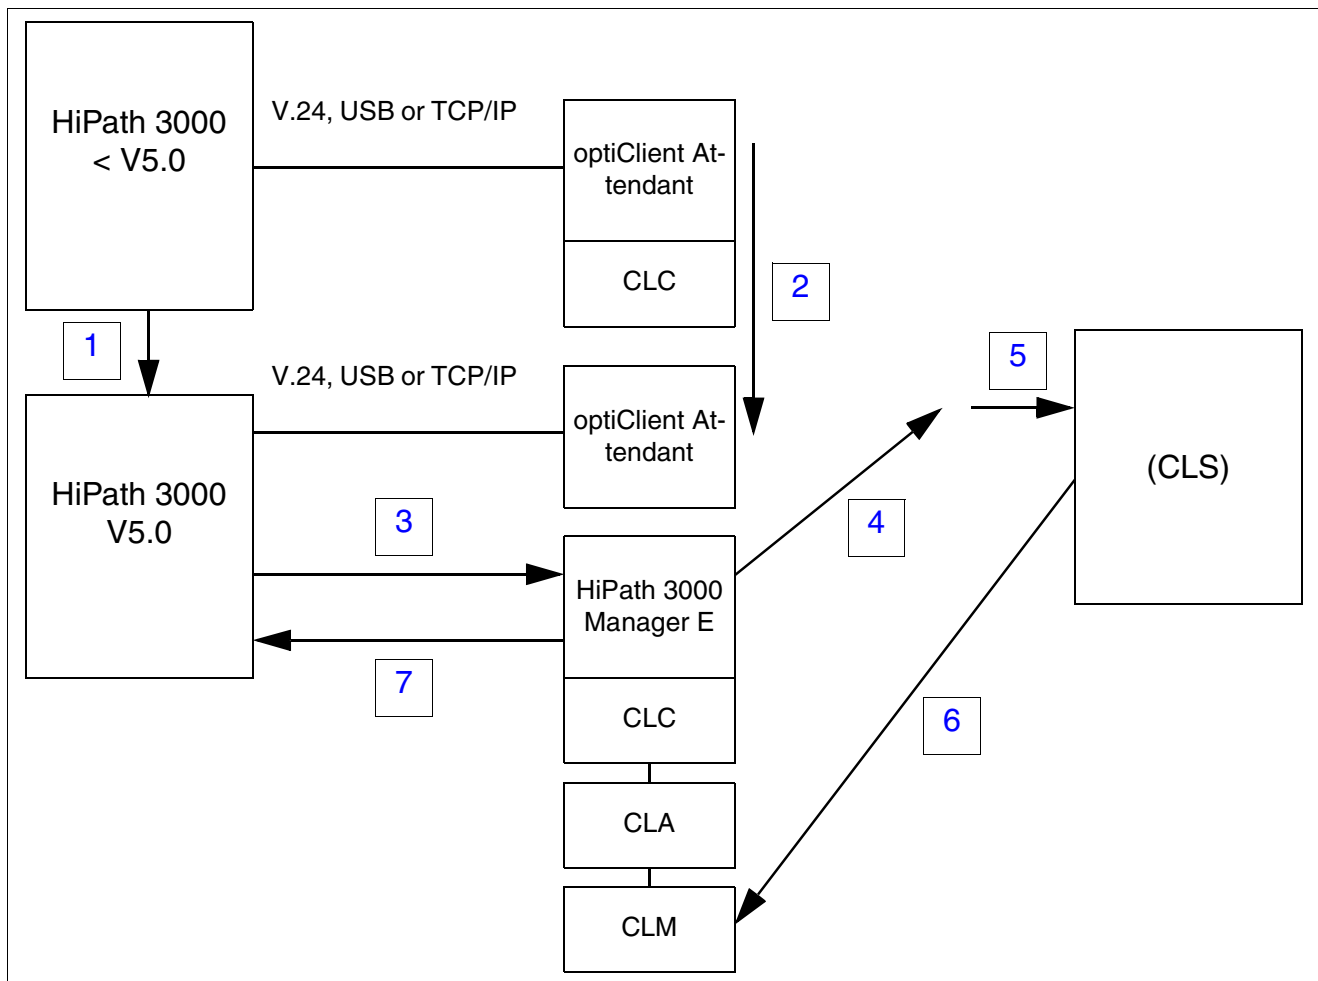 HiPath 3000
< V5.0
V.24, USB or TCP/IP
optiClient At-
tendant
CLC
2
1
V.24, USB or TCP/IP
optiClient At-
tendant
5
HiPath 3000
V5.0
(CLS)
3
4
HiPath 3000
Manager E
7
CLC
6
CLA
CLM